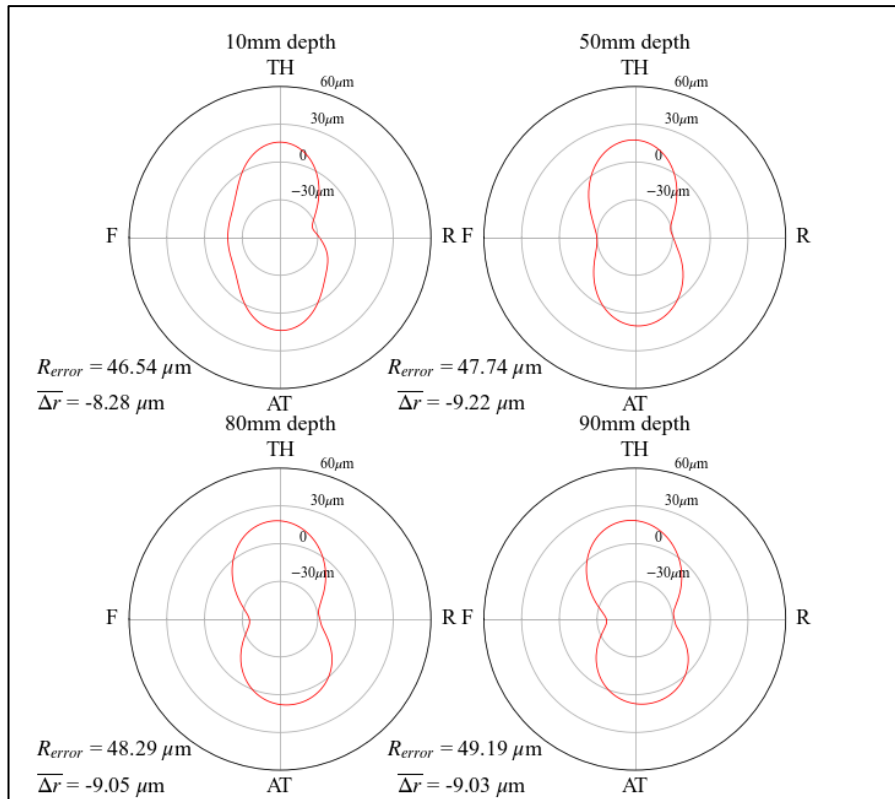 10mm depth
TH
60μm
30μm
0
−30μm
F
R
R_error = 46.54 μm
Δr̅ = -8.28 μm
AT
50mm depth
TH
60μm
30μm
0
−30μm
F
R
R_error = 47.74 μm
Δr̅ = -9.22 μm
AT
80mm depth
TH
60μm
30μm
0
−30μm
F
R
R_error = 48.29 μm
Δr̅ = -9.05 μm
AT
90mm depth
TH
60μm
30μm
0
−30μm
F
R
R_error = 49.19 μm
Δr̅ = -9.03 μm
AT